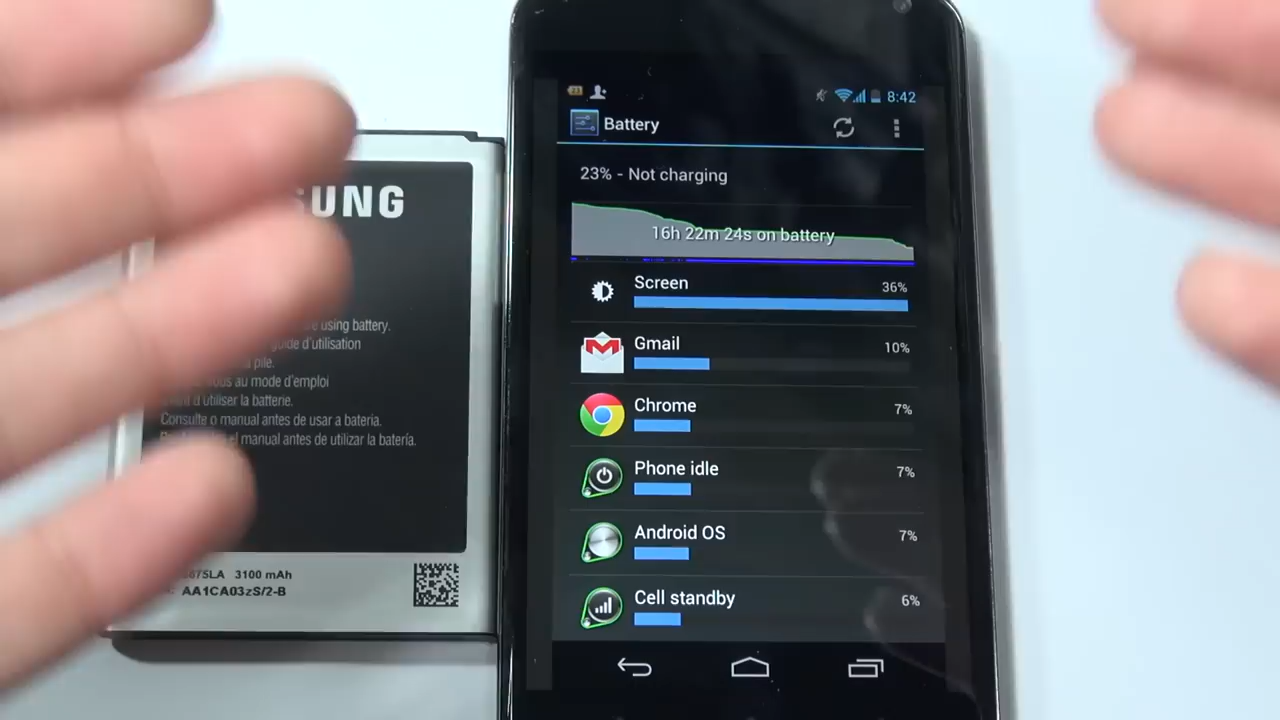 SUNG
using battery.
guide d'utilisation
pile.
au mode d'emploi
d'utiliser la batterie.
Consulte o manual antes de usar a bateria.
el manual antes de utilizar la batería.
3100 mAh
AA1CA03zS/2-B
23
8:42
Battery
23% - Not charging
16h 22m 24s on battery
Screen
36%
Gmail
10%
Chrome
7%
Phone idle
7%
Android OS
7%
Cell standby
6%